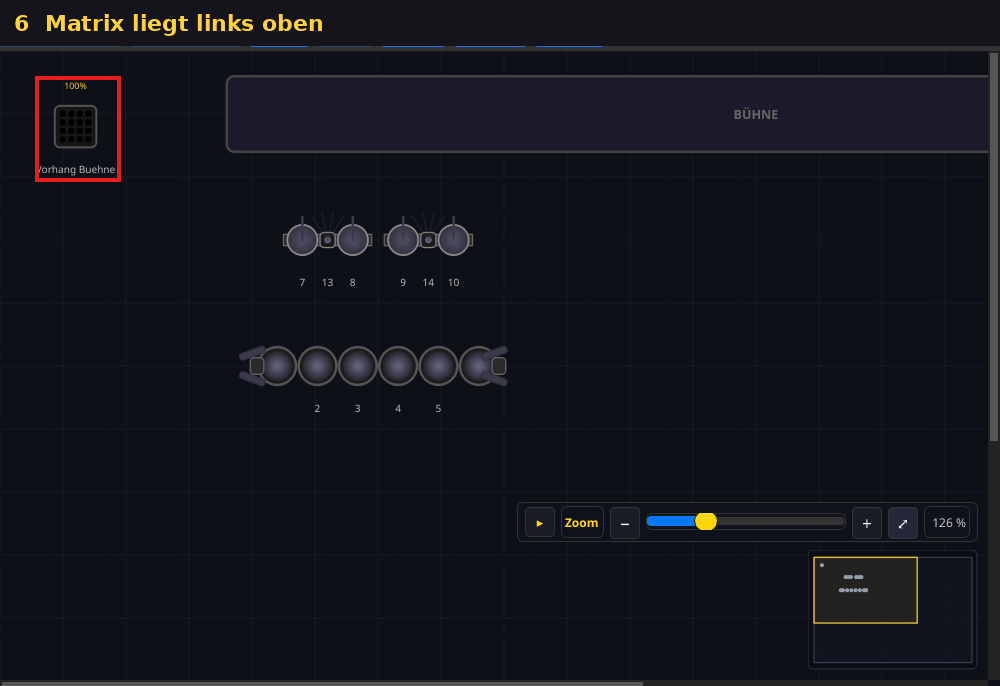 6 Matrix liegt links oben
100%
BÜHNE
Vorhang Buehne
7 13 8 9 14 10
2 3 4 5
Zoom − + 126 %